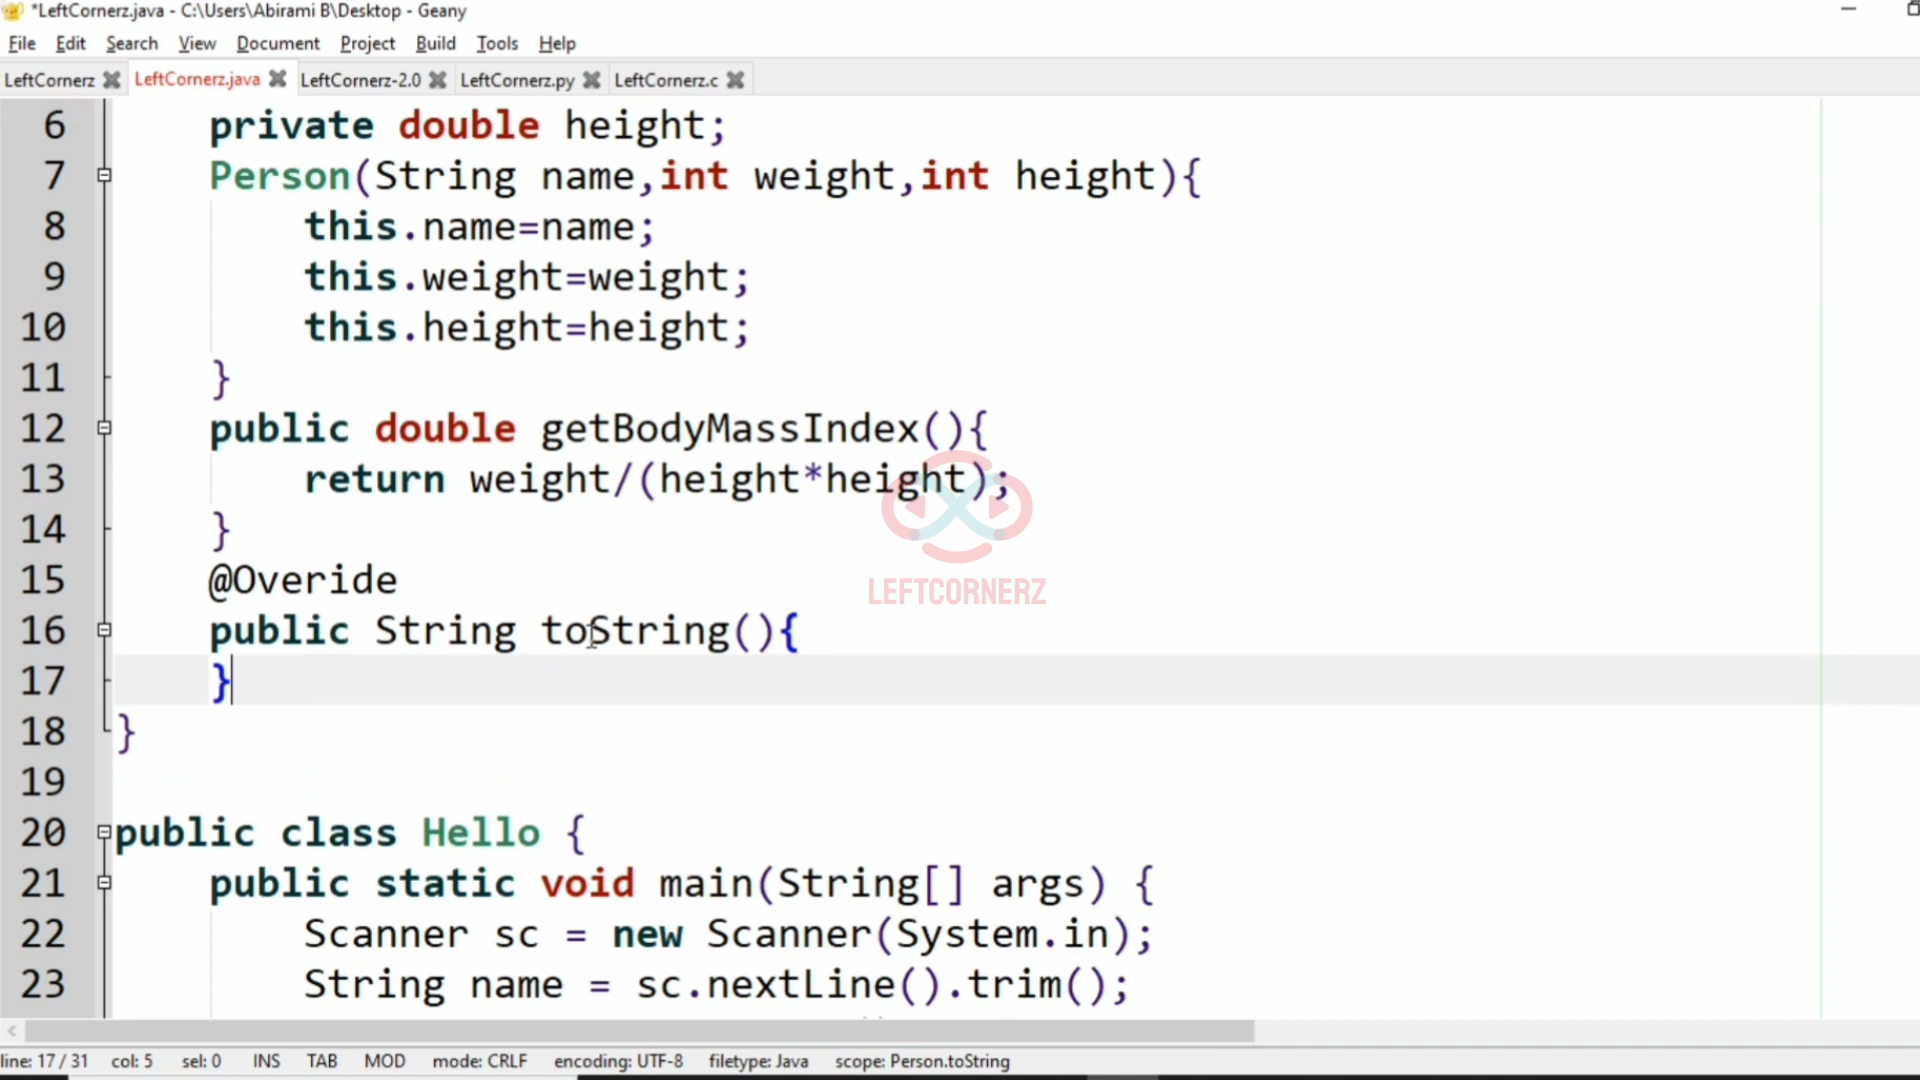 *LeftCornerz.java - C:\Users\Abirami B\Desktop - Geany
File Edit Search View Document Project Build Tools Help
LeftCornerz LeftCornerz.java LeftCornerz-2.0 LeftCornerz.py LeftCornerz.c
6 private double height;
7 Person(String name,int weight,int height){
8 this.name=name;
9 this.weight=weight;
10 this.height=height;
11 }
12 public double getBodyMassIndex(){
13 return weight/(height*height);
14 }
15 @Overide
16 public String toString(){
17 }
18 }
19
20 public class Hello {
21 public static void main(String[] args) {
22 Scanner sc = new Scanner(System.in);
23 String name = sc.nextLine().trim();
LEFTCORNERZ
line: 17 / 31 col: 5 sel: 0 INS TAB MOD mode: CRLF encoding: UTF-8 filetype: Java scope: Person.toString